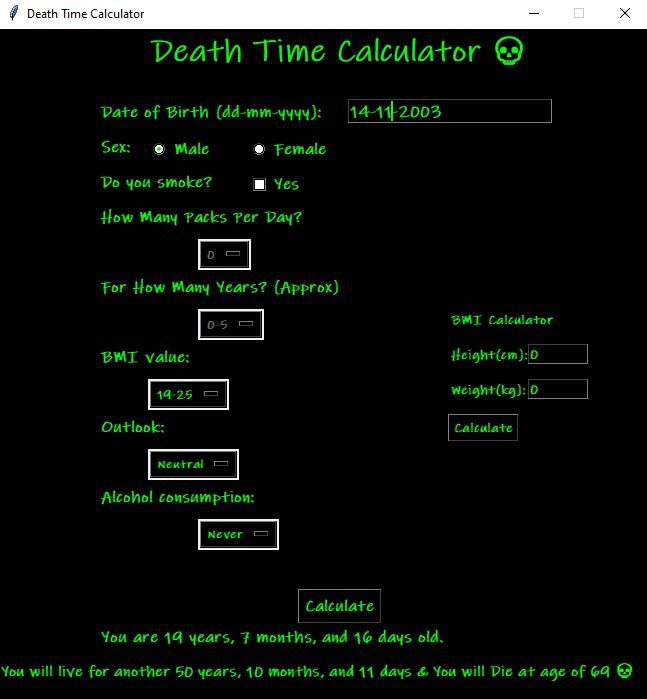 Death Time Calculator
Death Time Calculator 💀
Date of Birth (dd-mm-yyyy): 14-11-2003
Sex: Male Female
Do you smoke? Yes
How Many Packs Per Day?
0
For How Many Years? (Approx)
0-5
BMI Calculator
BMI value:
Height(cm): 0
19-25
Weight(kg): 0
Outlook:
Calculate
Neutral
Alcohol consumption:
Never
Calculate
You are 19 years, 7 months, and 16 days old.
You will live for another 50 years, 10 months, and 11 days & You will Die at age of 69 💀